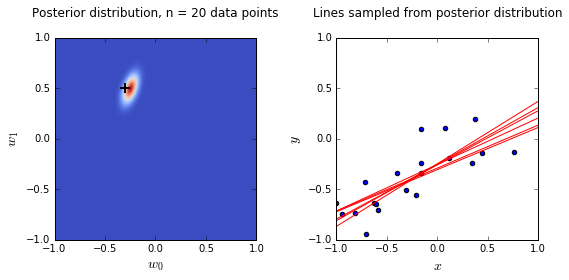 Posterior distribution, n = 20 data points
1.0
0.5
0.0
−0.5
−1.0
w₁
−1.0 −0.5 0.0 0.5 1.0
w₀
Lines sampled from posterior distribution
1.0
0.5
0.0
−0.5
−1.0
y
−1.0 −0.5 0.0 0.5 1.0
x